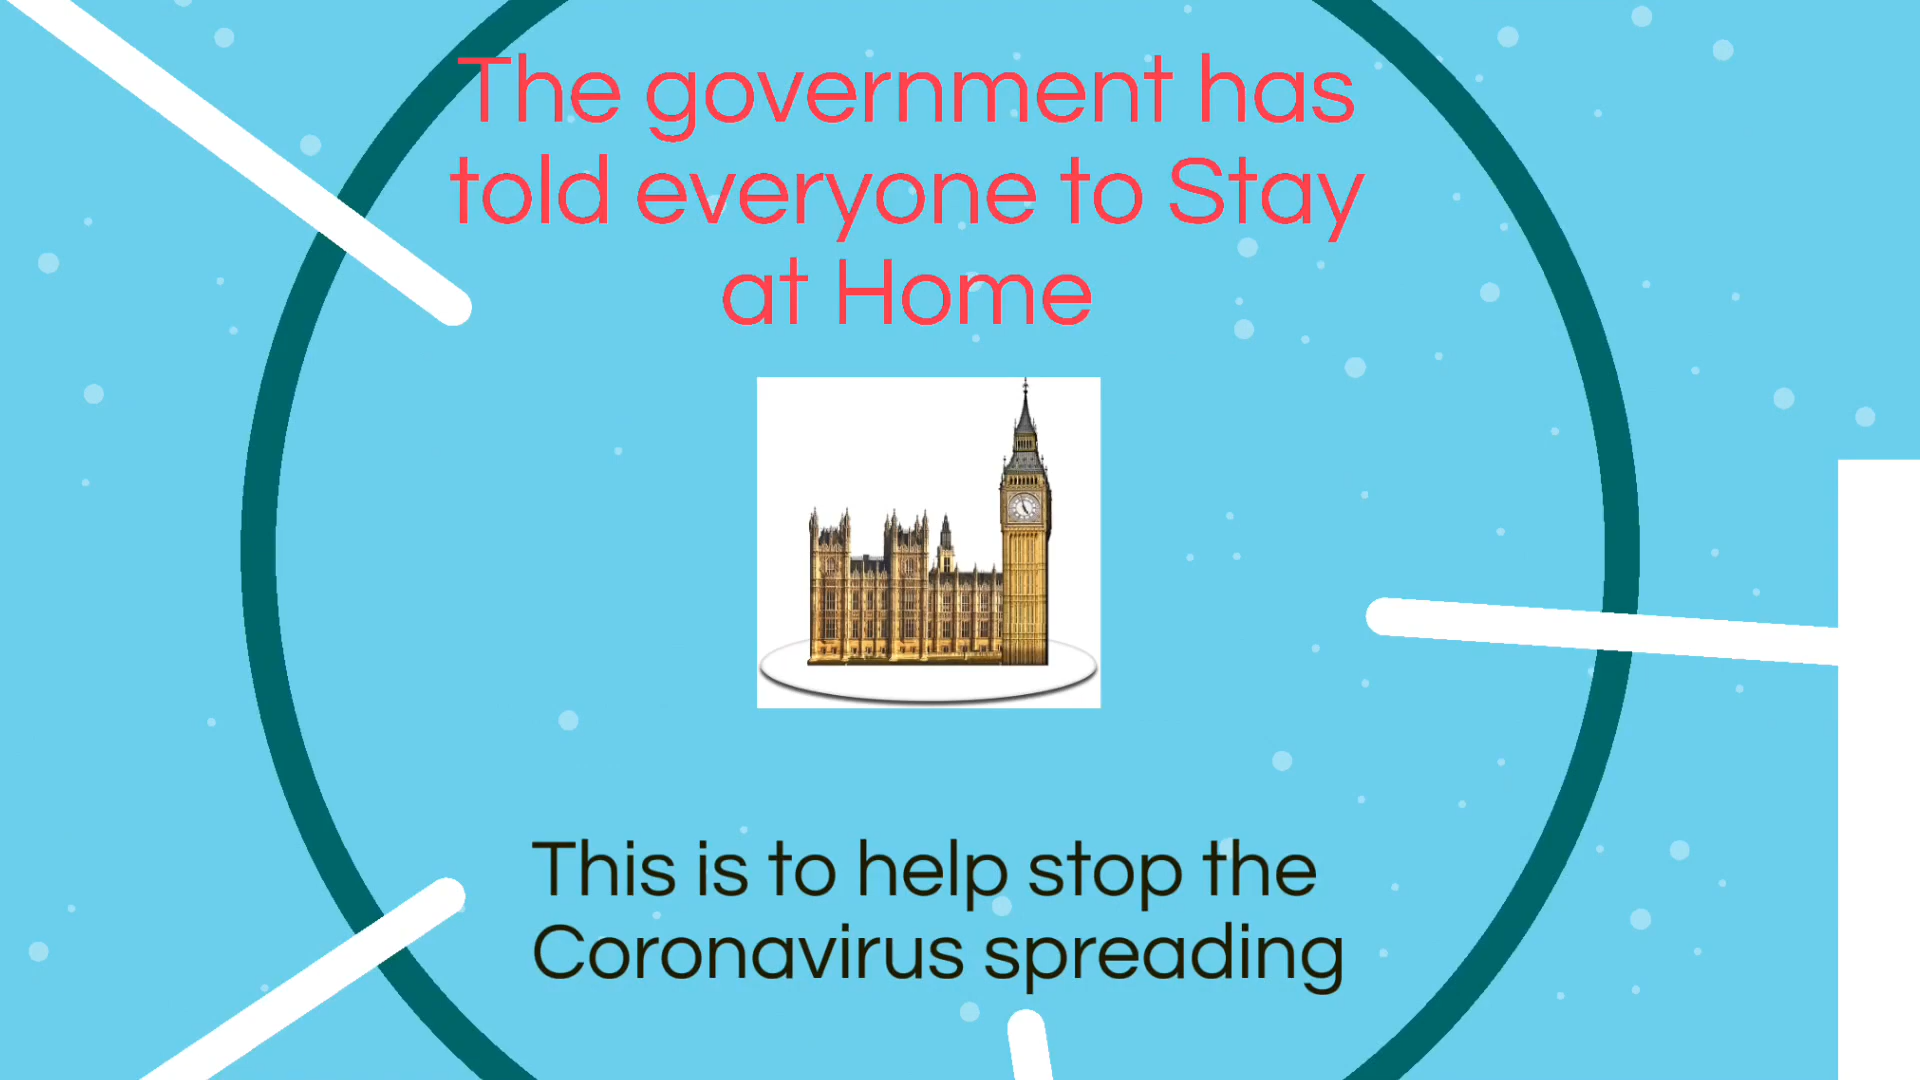 The government has
told everyone to Stay
at Home
This is to help stop the
Coronavirus spreading